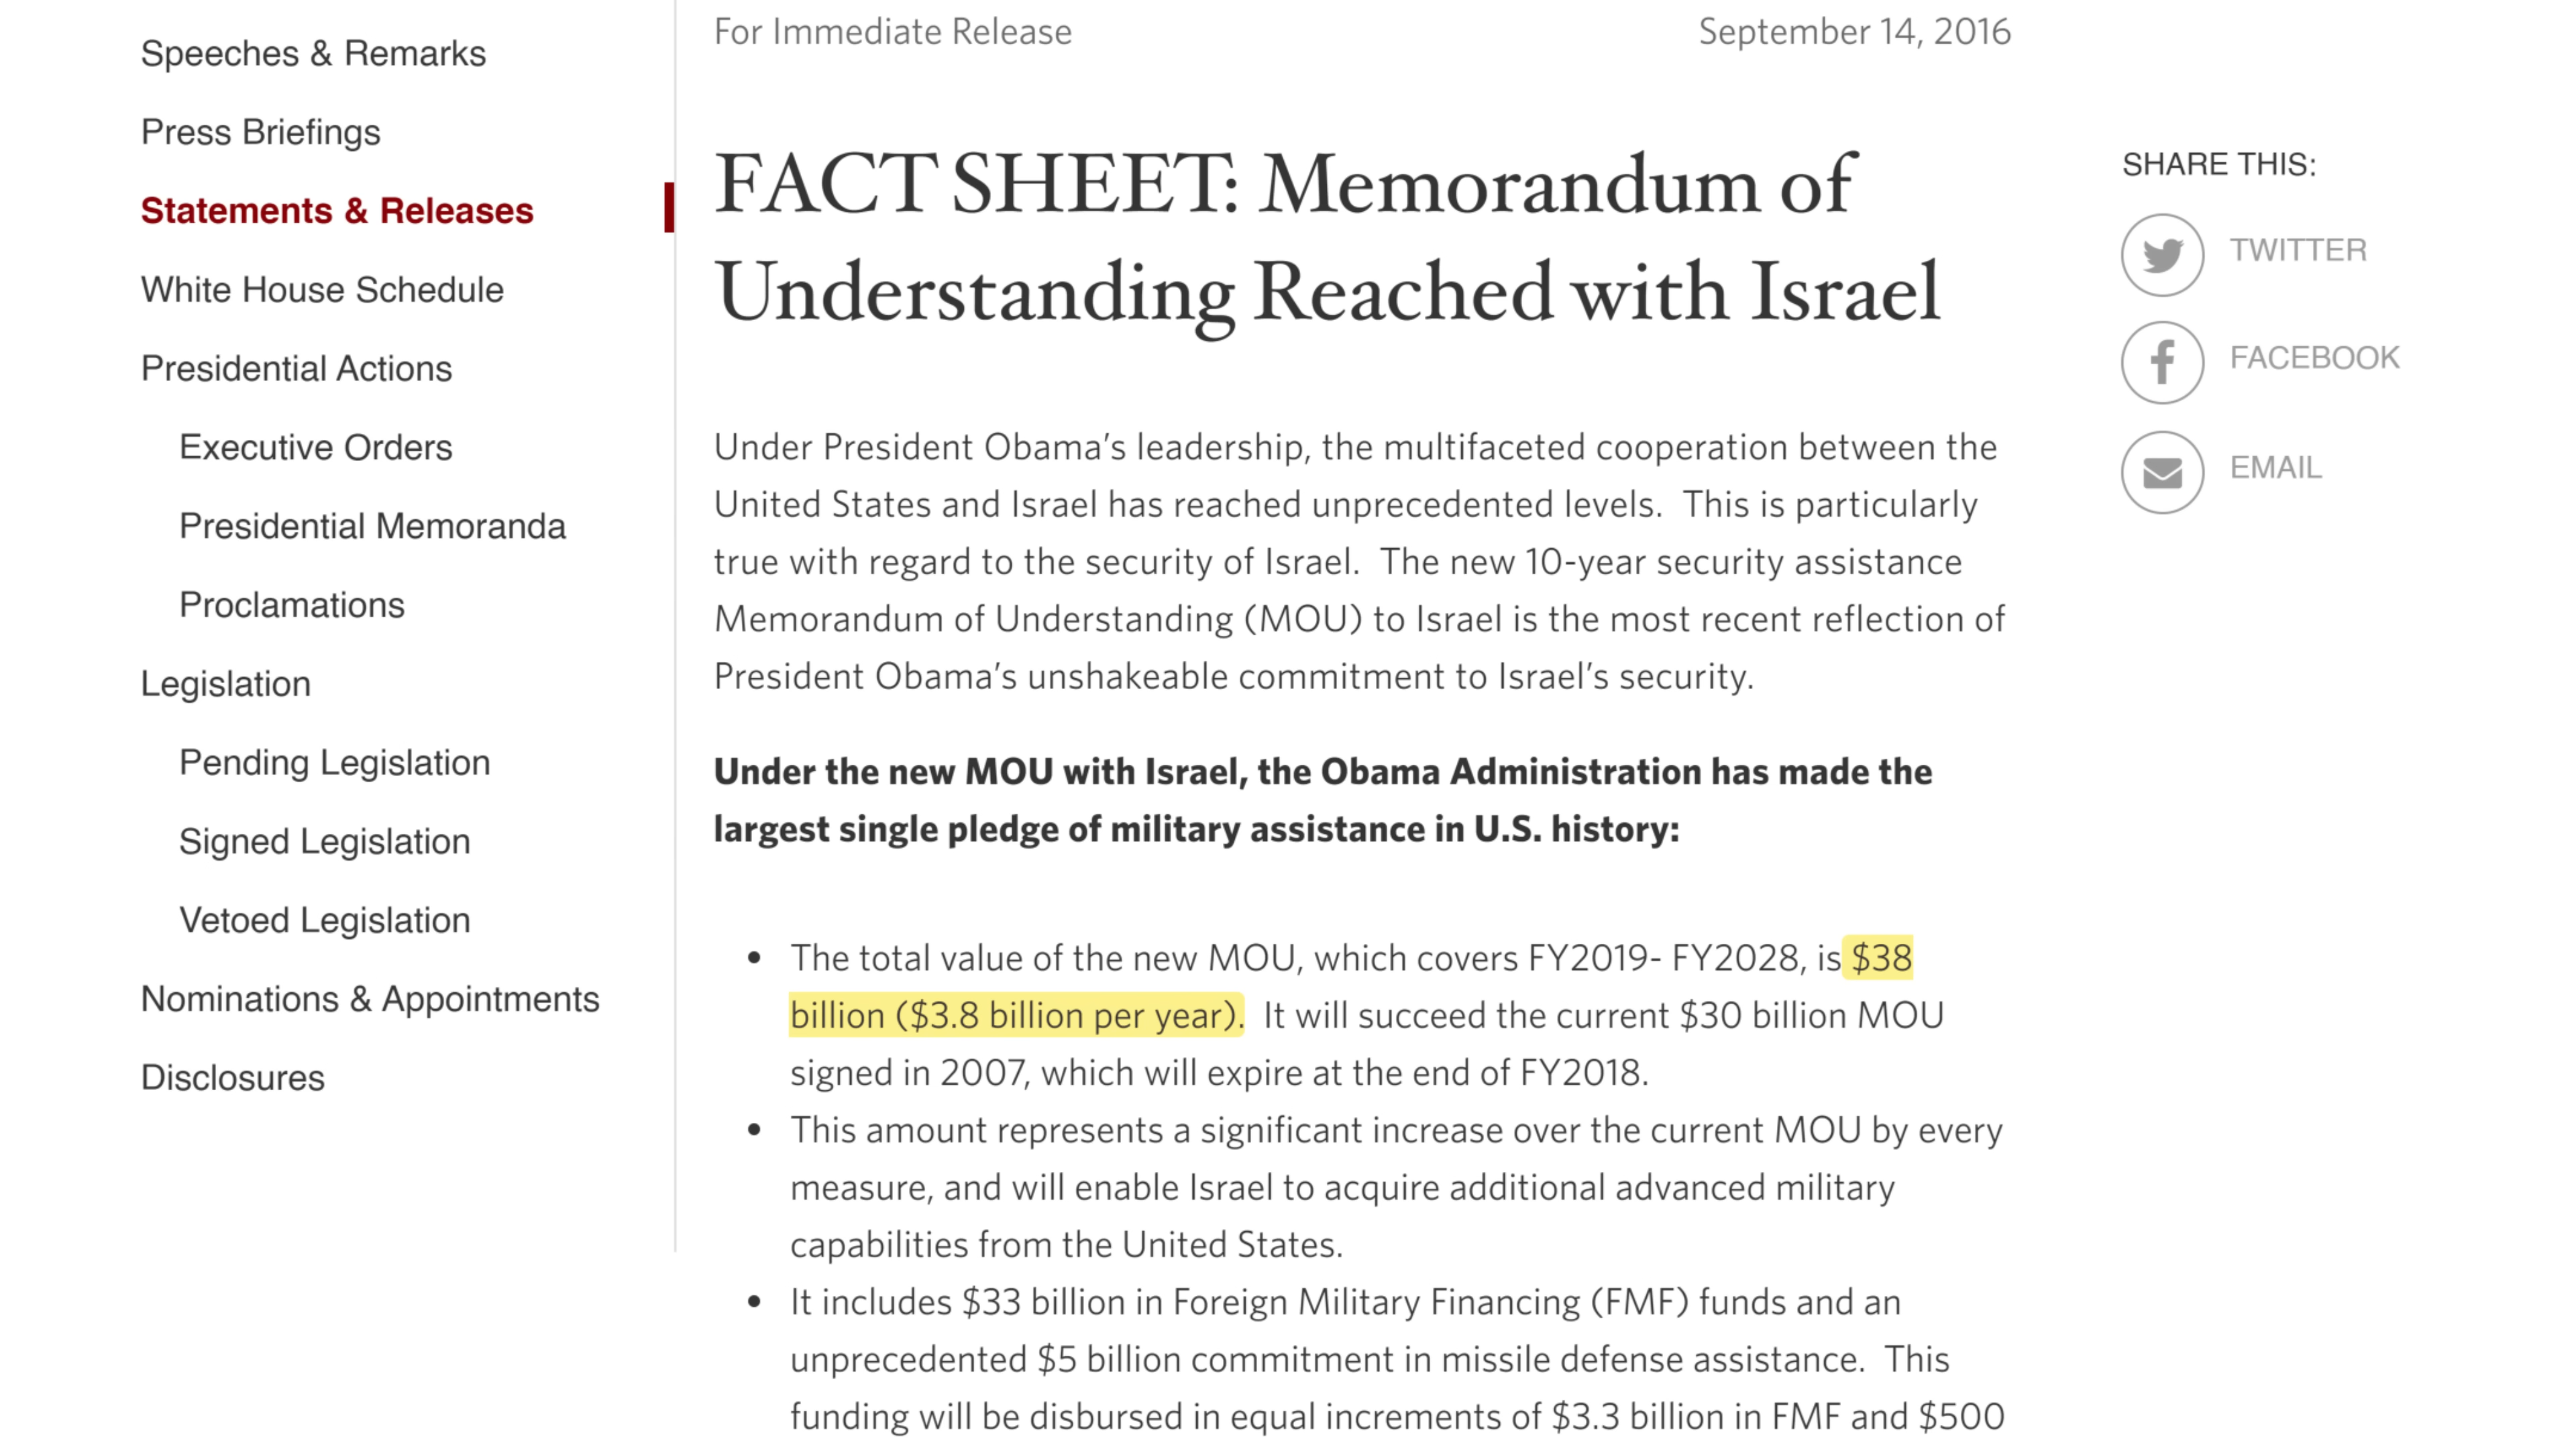 Speeches & Remarks
Press Briefings
Statements & Releases
White House Schedule
Presidential Actions
Executive Orders
Presidential Memoranda
Proclamations
Legislation
Pending Legislation
Signed Legislation
Vetoed Legislation
Nominations & Appointments
Disclosures
For Immediate Release
September 14, 2016
FACT SHEET: Memorandum of
Understanding Reached with Israel
Under President Obama’s leadership, the multifaceted cooperation between the
United States and Israel has reached unprecedented levels.  This is particularly
true with regard to the security of Israel.  The new 10-year security assistance
Memorandum of Understanding (MOU) to Israel is the most recent reflection of
President Obama’s unshakeable commitment to Israel’s security.
Under the new MOU with Israel, the Obama Administration has made the
largest single pledge of military assistance in U.S. history:
• The total value of the new MOU, which covers FY2019- FY2028, is $38
billion ($3.8 billion per year).  It will succeed the current $30 billion MOU
signed in 2007, which will expire at the end of FY2018.
• This amount represents a significant increase over the current MOU by every
measure, and will enable Israel to acquire additional advanced military
capabilities from the United States.
• It includes $33 billion in Foreign Military Financing (FMF) funds and an
unprecedented $5 billion commitment in missile defense assistance.  This
funding will be disbursed in equal increments of $3.3 billion in FMF and $500
SHARE THIS:
TWITTER
FACEBOOK
EMAIL